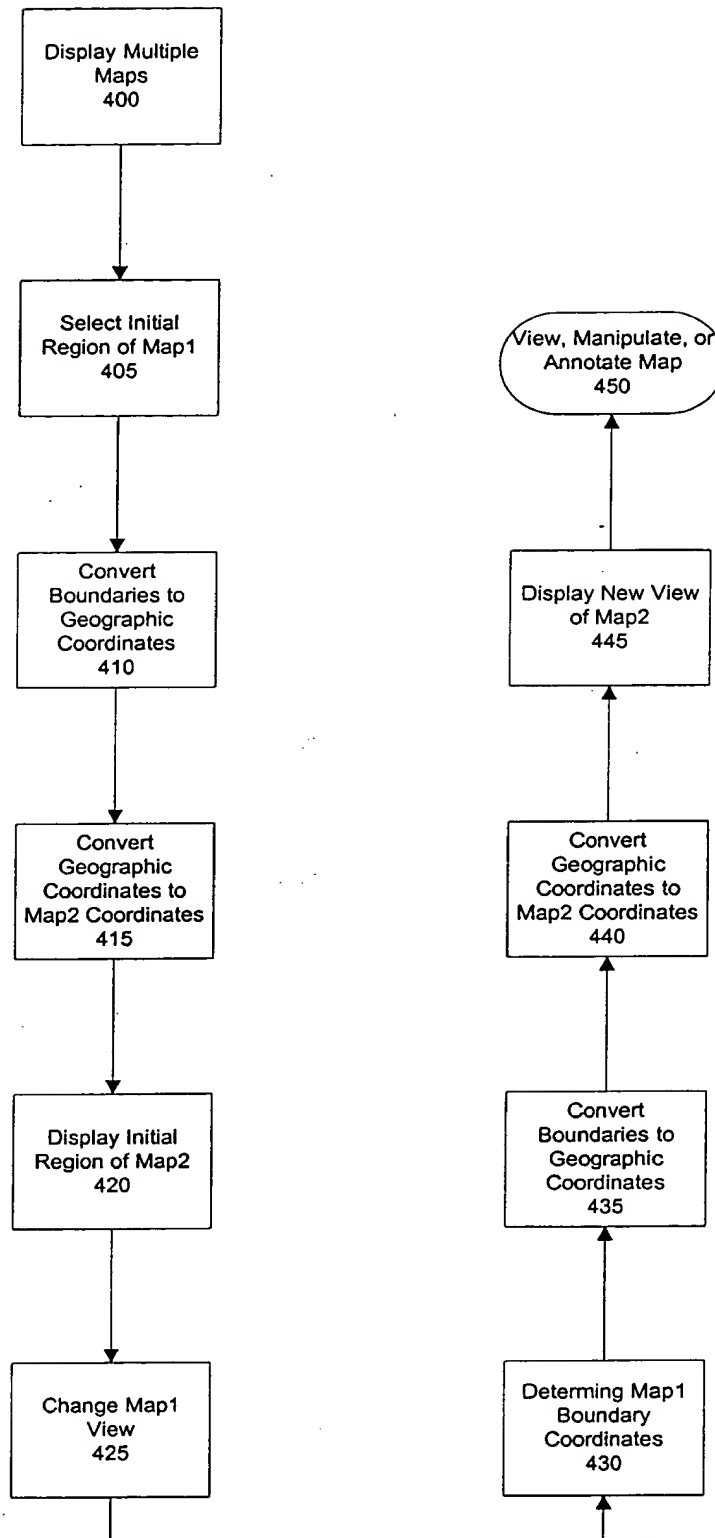 Display Multiple
Maps
400
Select Initial
Region of Map1
405
Convert
Boundaries to
Geographic
Coordinates
410
Convert
Geographic
Coordinates to
Map2 Coordinates
415
Display Initial
Region of Map2
420
Change Map1
View
425
Determing Map1
Boundary
Coordinates
430
Convert
Boundaries to
Geographic
Coordinates
435
Convert
Geographic
Coordinates to
Map2 Coordinates
440
Display New View
of Map2
445
View, Manipulate, or
Annotate Map
450